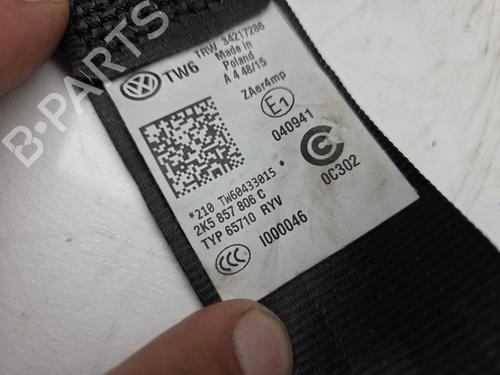 TW6
TRW 34217286
Made in
Poland
A 4 48/15
ZAer4mp
E1
040941
C
0C302
*210 TW60433015 *
2K5 857 806 C
TYP 65710 RYV
CCC
I000046
B-PARTS